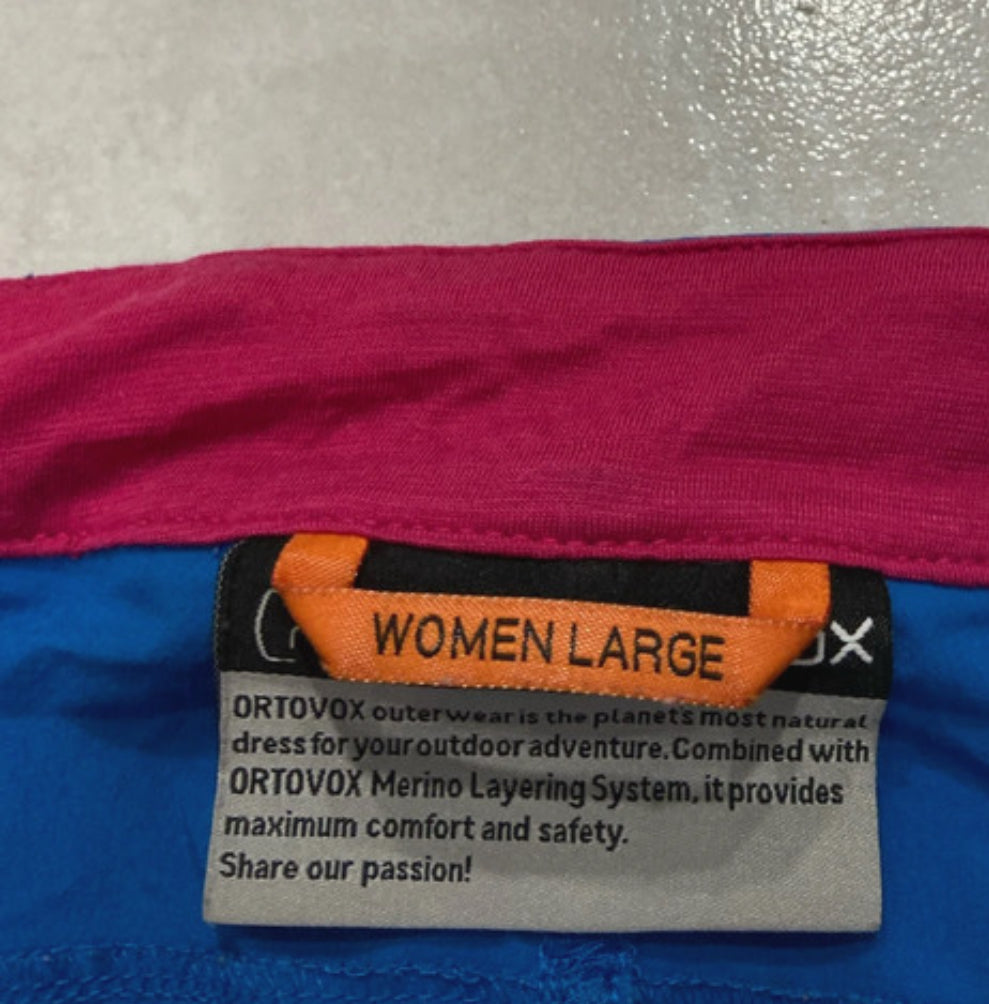 WOMEN LARGE
ORTOVOX outerwear is the planet's most natural
dress for your outdoor adventure. Combined with
ORTOVOX Merino Layering System, it provides
maximum comfort and safety.
Share our passion!